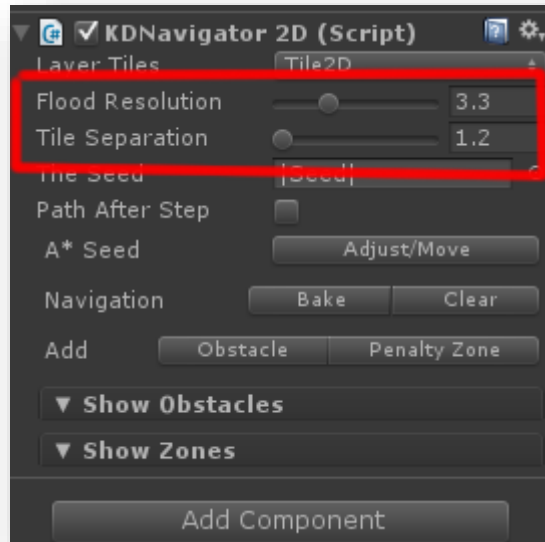 KDNavigator 2D (Script)
Layer Tiles Tile2D
Flood Resolution 3.3
Tile Separation 1.2
The Seed |Seed|
Path After Step
A* Seed Adjust/Move
Navigation Bake Clear
Add Obstacle Penalty Zone
▼ Show Obstacles
▼ Show Zones
Add Component